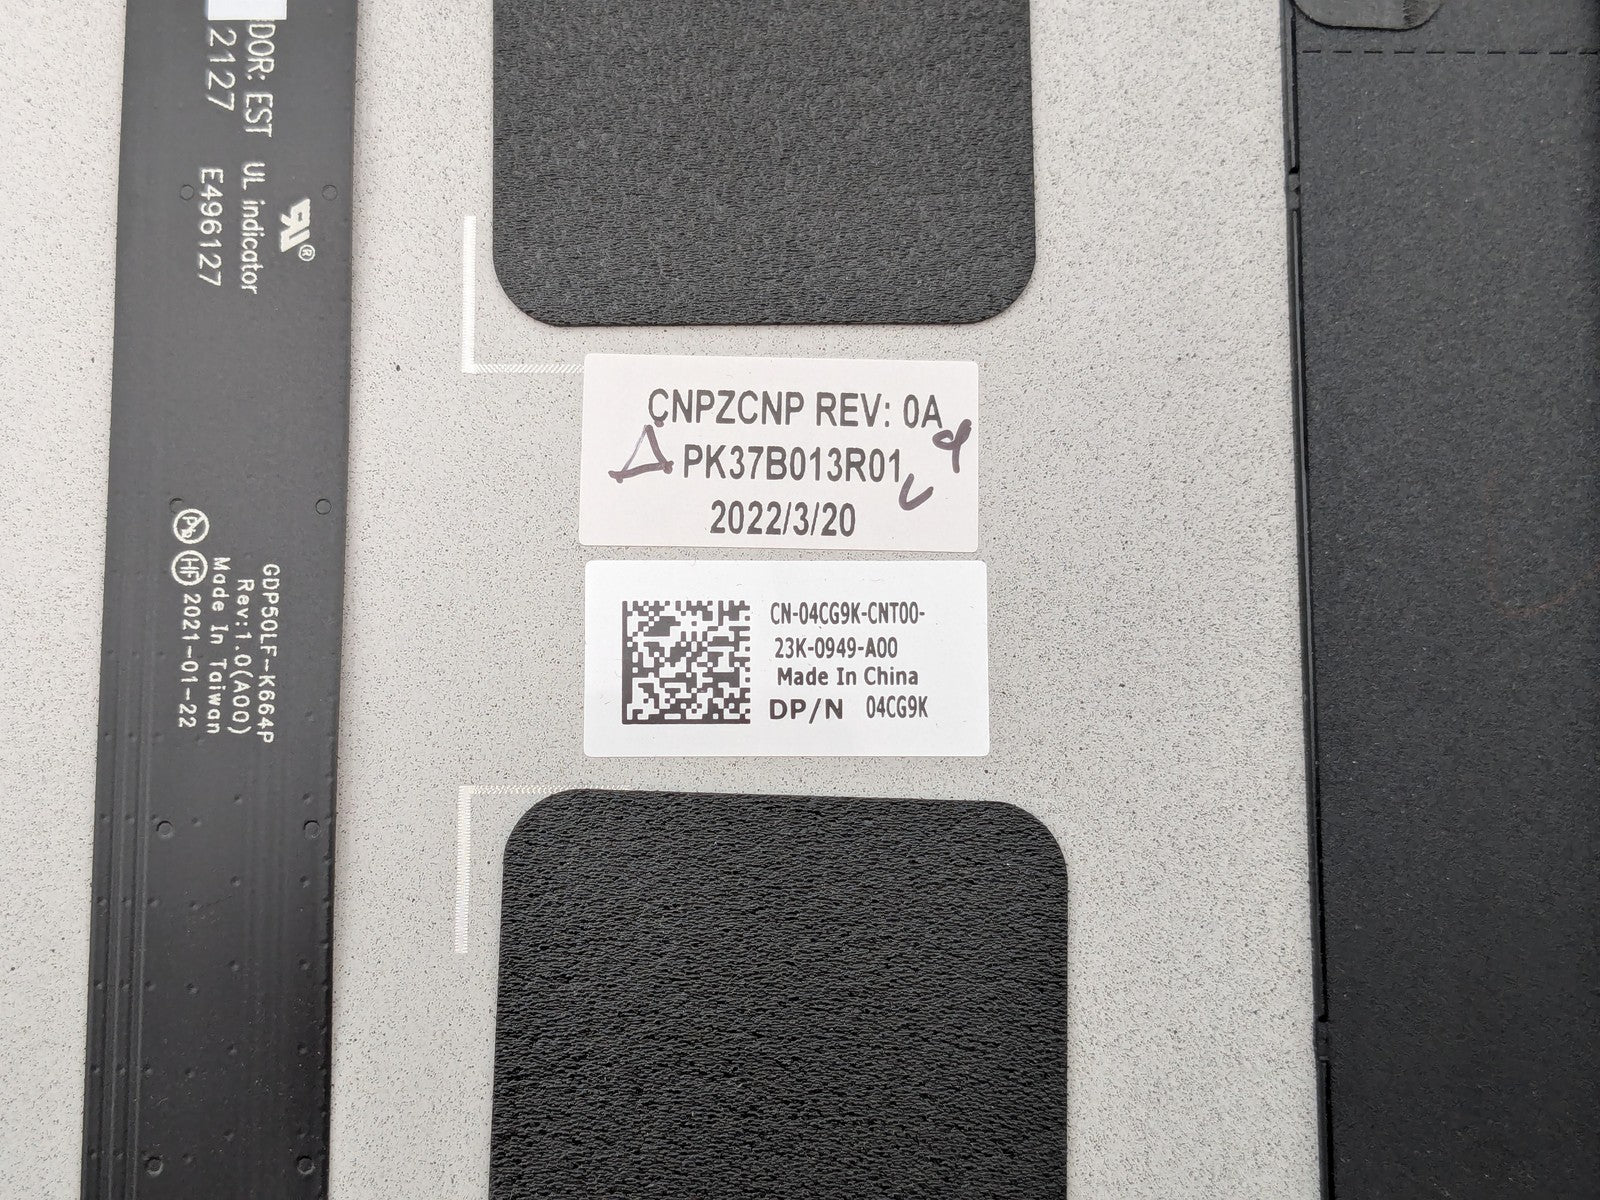 DOR: EST
2127
UL indicator
E496127
GDP50LF-K664P
Rev:1.0(A00)
Made In Taiwan
HF 2021-01-22
CNPZCNP REV: 0A
PK37B013R01
2022/3/20
CN-04CG9K-CNT00-
23K-0949-A00
Made In China
DP/N 04CG9K